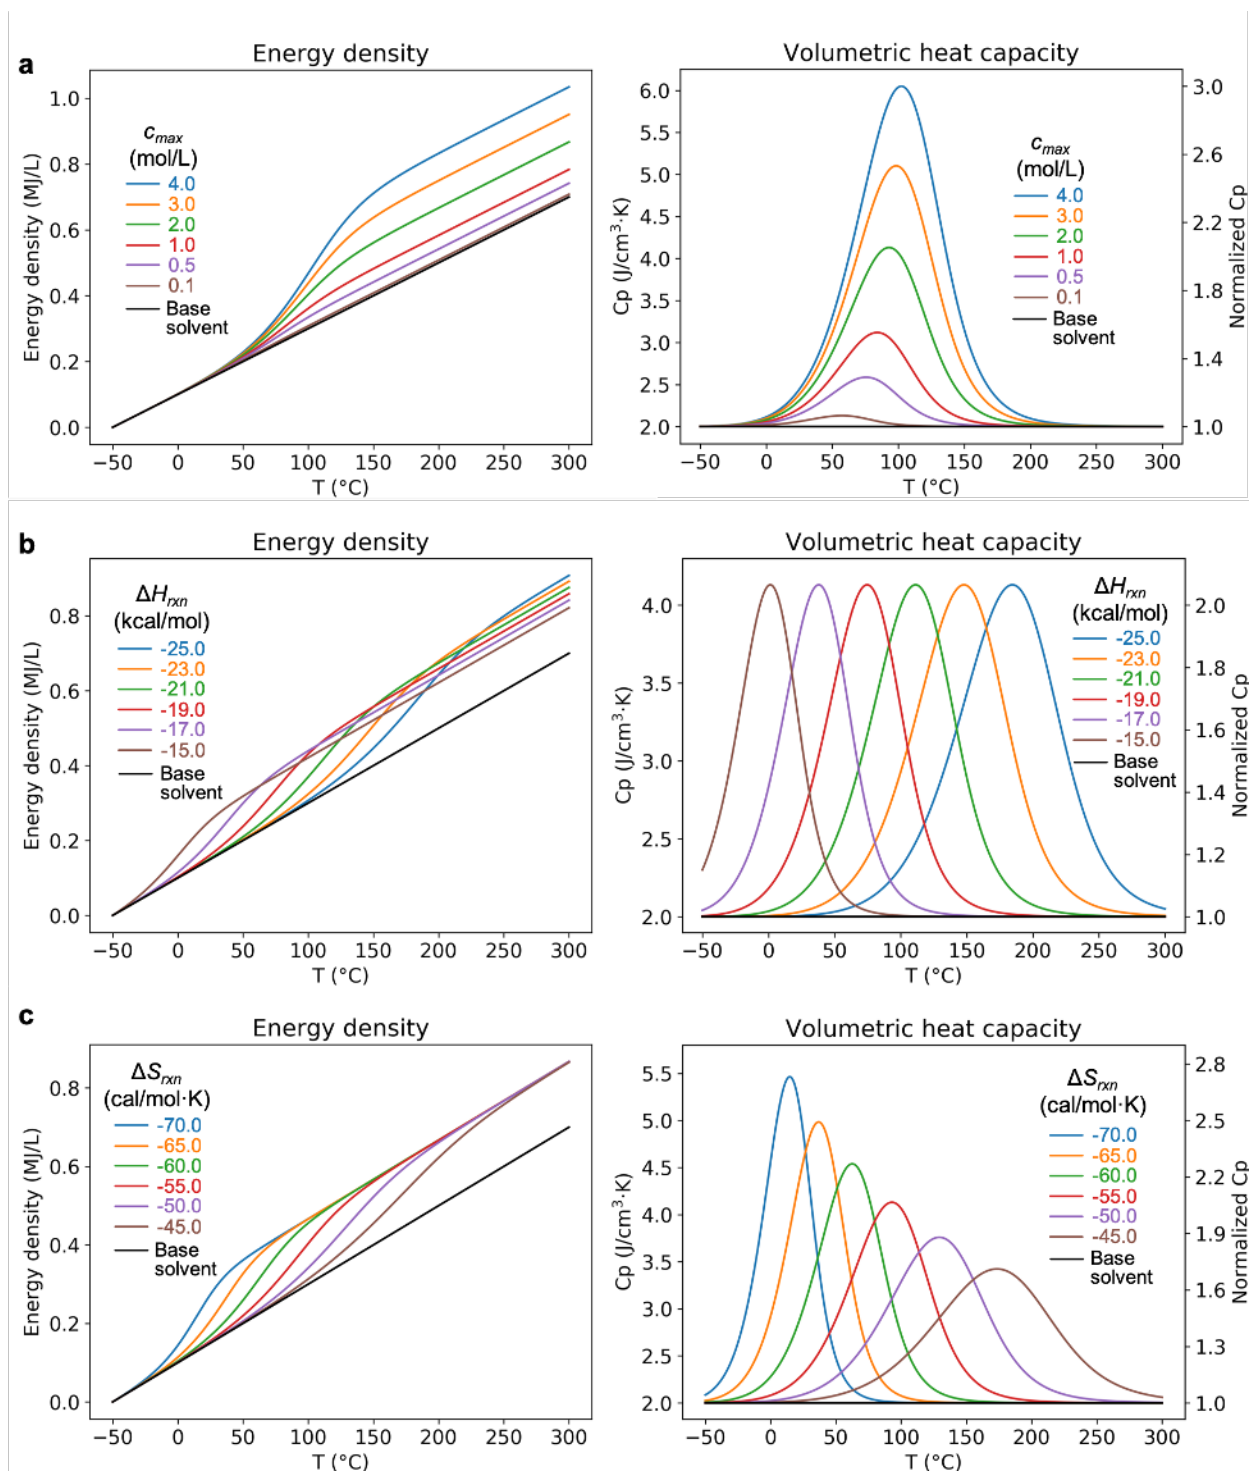 a
Energy density
Energy density (MJ/L)
1.0
0.8
0.6
0.4
0.2
0.0
c_max
(mol/L)
4.0
3.0
2.0
1.0
0.5
0.1
Base
solvent
−50 0 50 100 150 200 250 300
T (°C)
Volumetric heat capacity
Cp (J/cm³·K)
6.0
5.5
5.0
4.5
4.0
3.5
3.0
2.5
2.0
c_max
(mol/L)
4.0
3.0
2.0
1.0
0.5
0.1
Base
solvent
3.0
2.6
2.2
1.8
1.4
1.0
Normalized Cp
−50 0 50 100 150 200 250 300
T (°C)
b
Energy density
Energy density (MJ/L)
0.8
0.6
0.4
0.2
0.0
ΔH_rxn
(kcal/mol)
-25.0
-23.0
-21.0
-19.0
-17.0
-15.0
Base
solvent
−50 0 50 100 150 200 250 300
T (°C)
Volumetric heat capacity
Cp (J/cm³·K)
4.0
3.5
3.0
2.5
2.0
ΔH_rxn
(kcal/mol)
-25.0
-23.0
-21.0
-19.0
-17.0
-15.0
Base
solvent
2.0
1.8
1.6
1.4
1.2
1.0
Normalized Cp
−50 0 50 100 150 200 250 300
T (°C)
c
Energy density
Energy density (MJ/L)
0.8
0.6
0.4
0.2
0.0
ΔS_rxn
(cal/mol·K)
-70.0
-65.0
-60.0
-55.0
-50.0
-45.0
Base
solvent
−50 0 50 100 150 200 250 300
T (°C)
Volumetric heat capacity
Cp (J/cm³·K)
5.5
5.0
4.5
4.0
3.5
3.0
2.5
2.0
ΔS_rxn
(cal/mol·K)
-70.0
-65.0
-60.0
-55.0
-50.0
-45.0
Base
solvent
2.8
2.5
2.2
1.9
1.6
1.3
1.0
Normalized Cp
−50 0 50 100 150 200 250 300
T (°C)